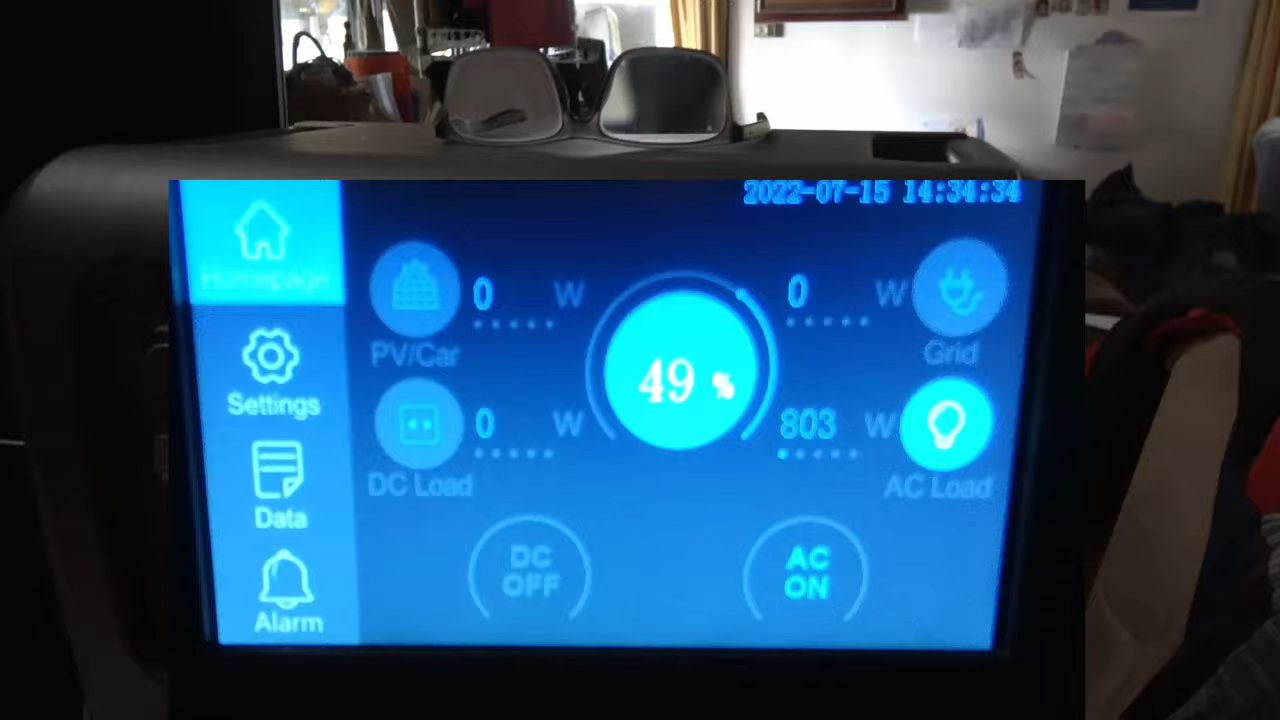 2022-07-15 14:34:34
Homepage
Settings
Data
Alarm
0 W
PV/Car
0 W
DC Load
49 %
0 W
Grid
803 W
AC Load
DC
OFF
AC
ON